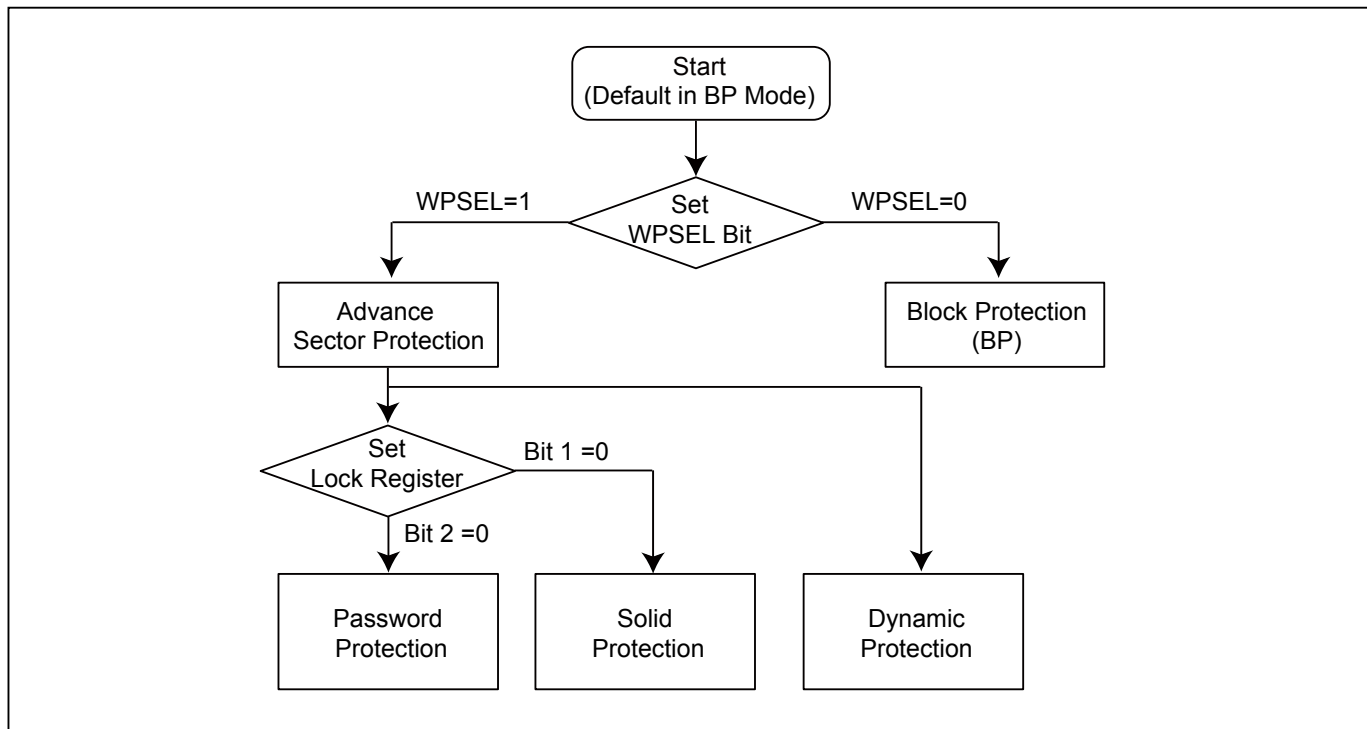 Start
(Default in BP Mode)
WPSEL=1
Set
WPSEL Bit
WPSEL=0
Advance
Sector Protection
Block Protection
(BP)
Set
Lock Register
Bit 1 =0
Bit 2 =0
Password
Protection
Solid
Protection
Dynamic
Protection